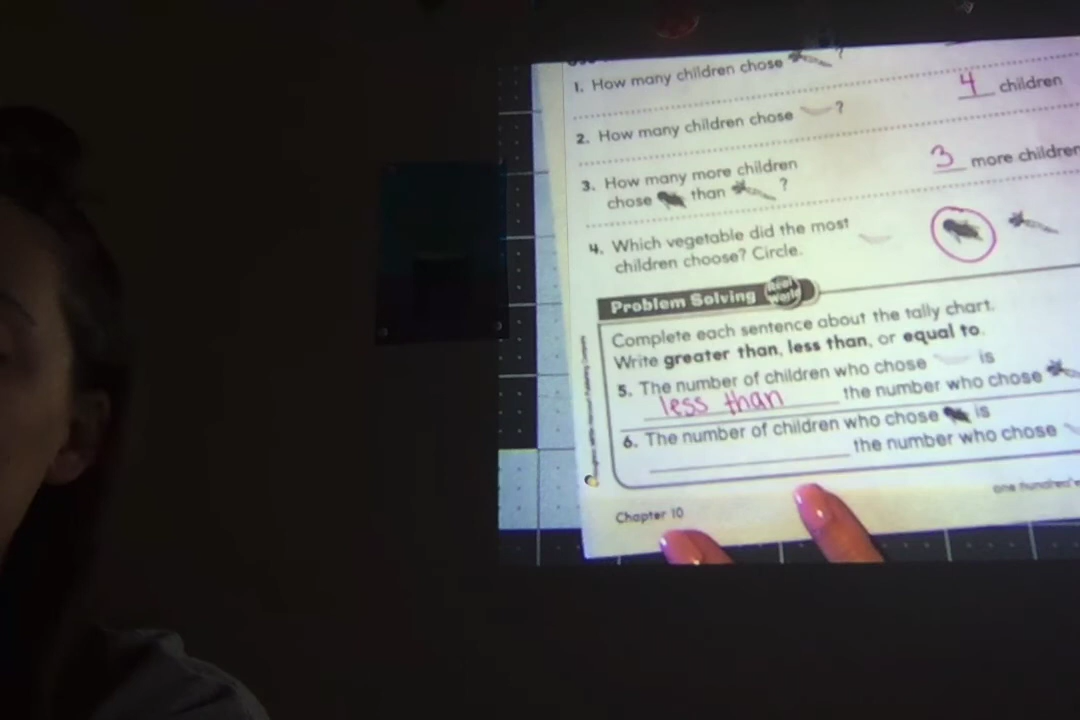 1. How many children chose ?
4 children
2. How many children chose ?
3. How many more children
chose than ?
3 more children
4. Which vegetable did the most
children choose? Circle.
Problem Solving Real World
Complete each sentence about the tally chart.
Write greater than, less than, or equal to.
5. The number of children who chose is
less than the number who chose
6. The number of children who chose is
the number who chose
Chapter 10
one hundred